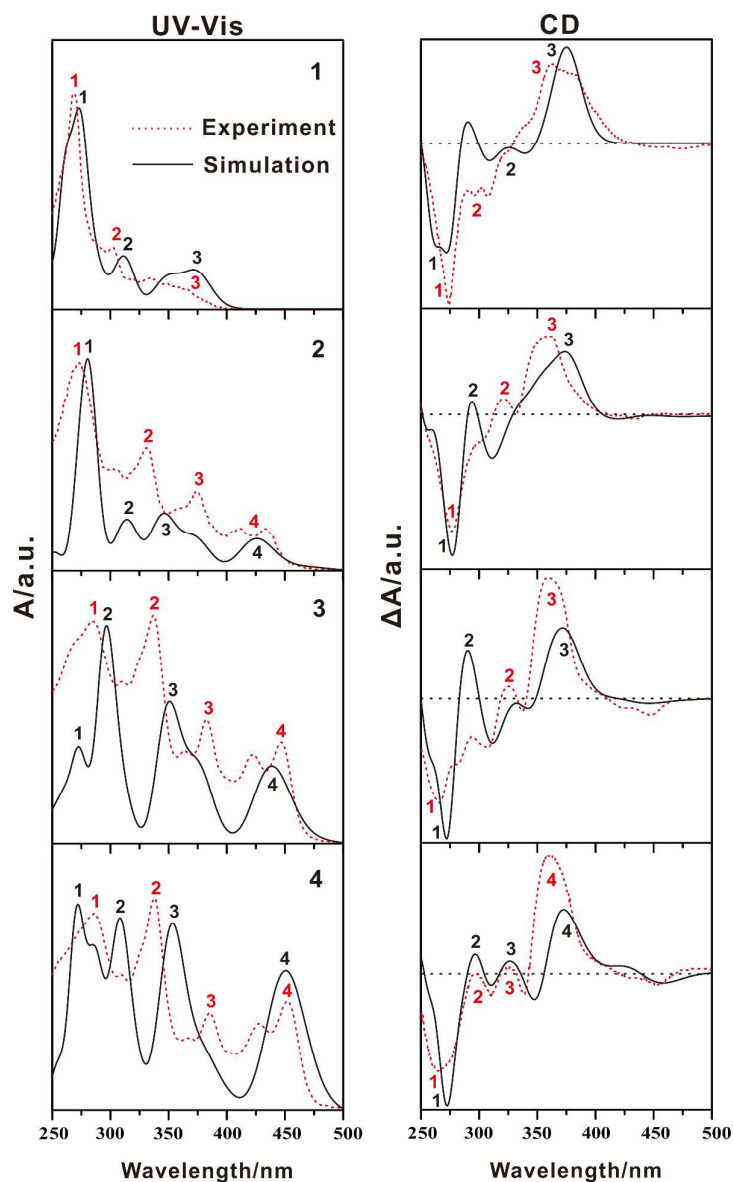 UV-Vis CD
1
1 1 2 2 3 3
Experiment
Simulation
3 3 2 2 1 1
2
1 1 2 2 3 3 4 4
3 3 2 2 1 1
3
1 1 2 2 3 3 4 4
3 3 2 2 1 1
4
1 1 2 2 3 3 4 4
4 4 2 3 2 3 1 1
A/a.u.
ΔA/a.u.
250 300 350 400 450 500
250 300 350 400 450 500
Wavelength/nm
Wavelength/nm